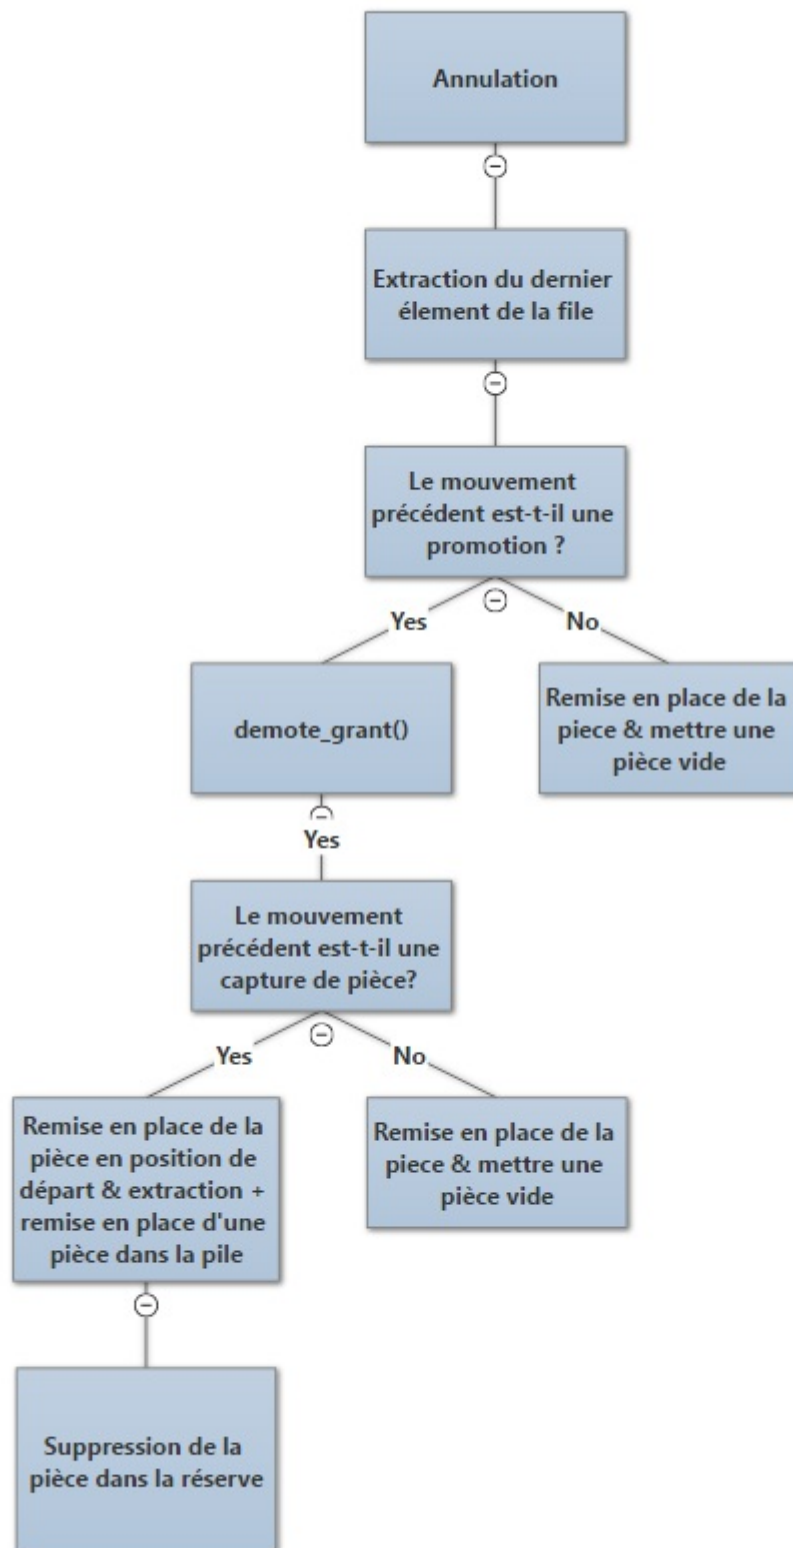 Annulation
Extraction du dernier
élement de la file
Le mouvement
précédent est-t-il une
promotion ?
Yes
No
demote_grant()
Remise en place de la
piece & mettre une
pièce vide
Yes
Le mouvement
précédent est-t-il une
capture de pièce?
Yes
No
Remise en place de la
pièce en position de
départ & extraction +
remise en place d'une
pièce dans la pile
Remise en place de la
piece & mettre une
pièce vide
Suppression de la
pièce dans la réserve